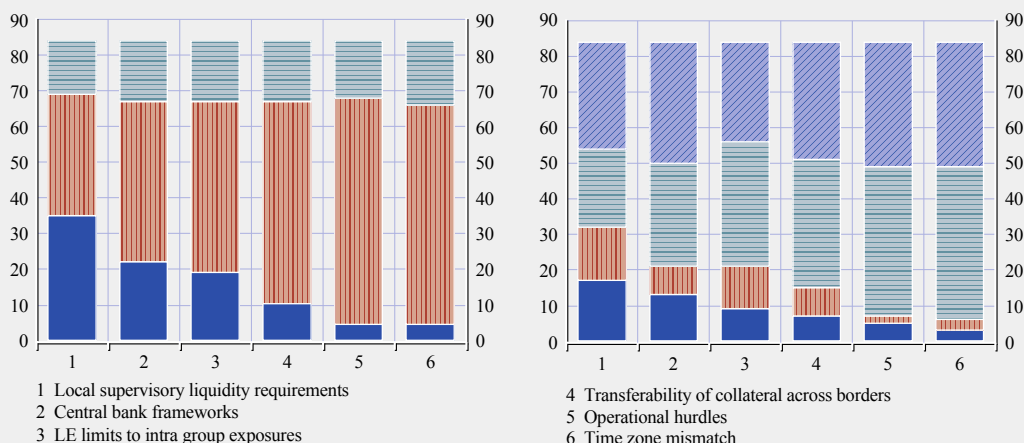 90 90 90 90
80 80 80 80
70 70 70 70
60 60 60 60
50 50 50 50
40 40 40 40
30 30 30 30
20 20 20 20
10 10 10 10
0 0 0 0
1 2 3 4 5 6 1 2 3 4 5 6
1 Local supervisory liquidity requirements
2 Central bank frameworks
3 LE limits to intra group exposures
4 Transferability of collateral across borders
5 Operational hurdles
6 Time zone mismatch